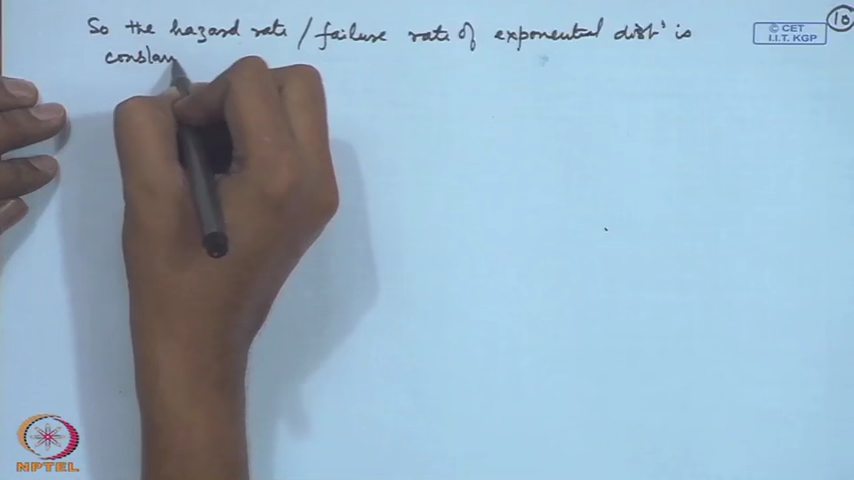 So the hazard rate / failure rate of exponential distⁿ is
constan
© CET
I.I.T. KGP
10
NPTEL